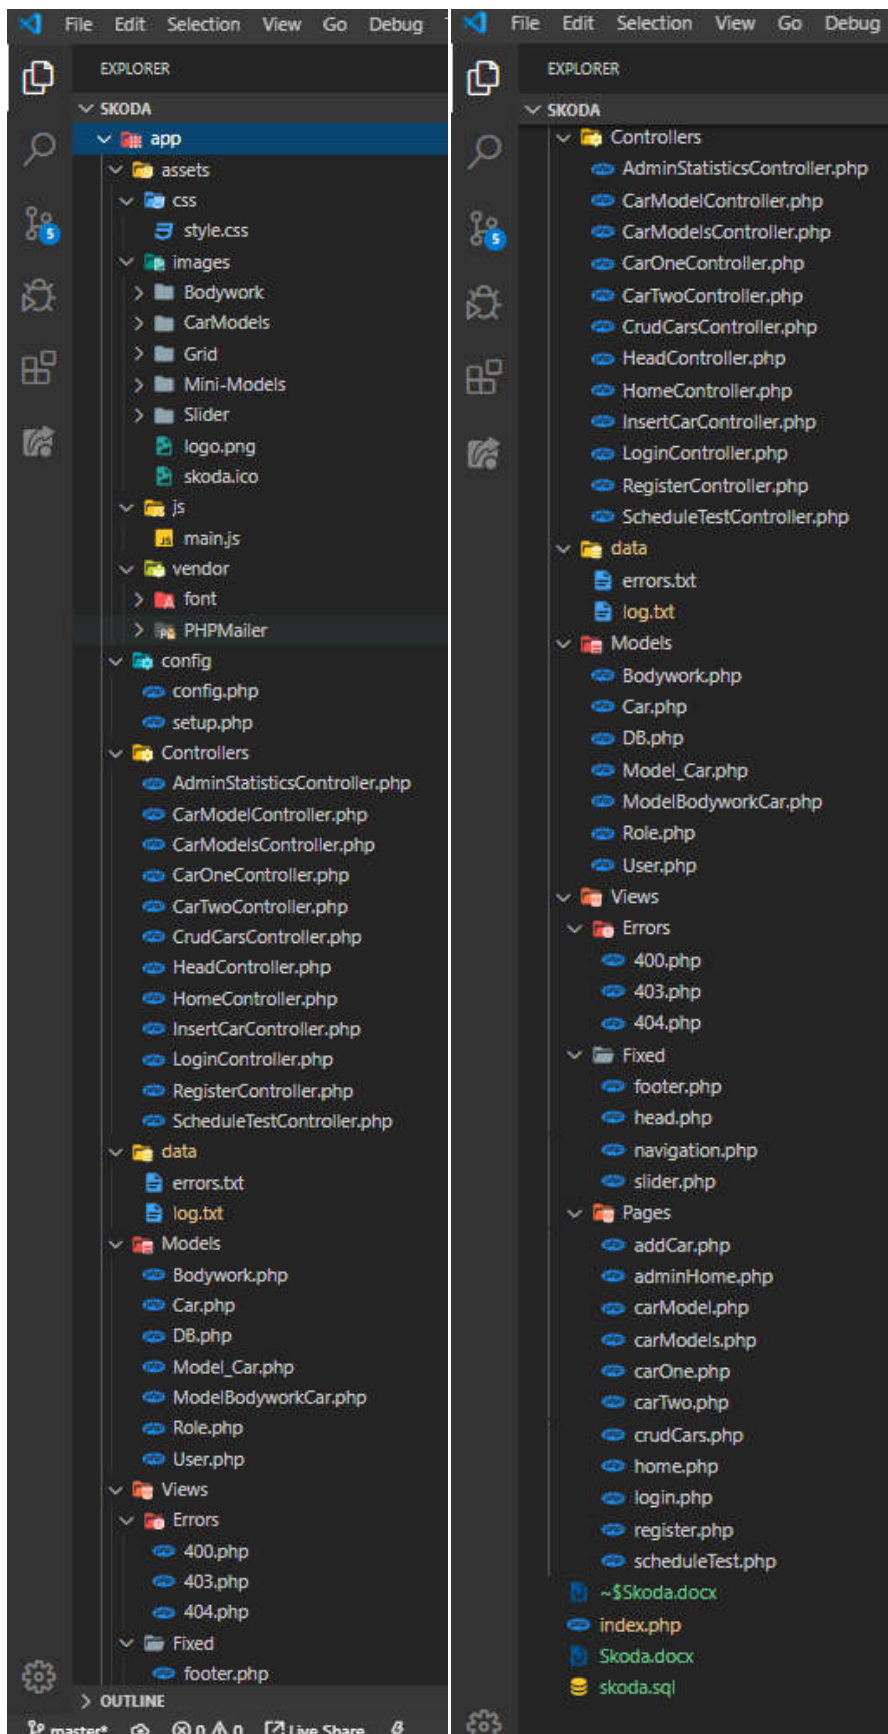 File Edit Selection View Go Debug
EXPLORER
SKODA
app
assets
css
style.css
images
Bodywork
CarModels
Grid
Mini-Models
Slider
logo.png
skoda.ico
js
main.js
vendor
font
PHPMailer
config
config.php
setup.php
Controllers
AdminStatisticsController.php
CarModelController.php
CarModelsController.php
CarOneController.php
CarTwoController.php
CrudCarsController.php
HeadController.php
HomeController.php
InsertCarController.php
LoginController.php
RegisterController.php
ScheduleTestController.php
data
errors.txt
log.txt
Models
Bodywork.php
Car.php
DB.php
Model_Car.php
ModelBodyworkCar.php
Role.php
User.php
Views
Errors
400.php
403.php
404.php
Fixed
footer.php
OUTLINE
master* 0 0 Live Share
5
File Edit Selection View Go Debug
EXPLORER
SKODA
Controllers
AdminStatisticsController.php
CarModelController.php
CarModelsController.php
CarOneController.php
CarTwoController.php
CrudCarsController.php
HeadController.php
HomeController.php
InsertCarController.php
LoginController.php
RegisterController.php
ScheduleTestController.php
data
errors.txt
log.txt
Models
Bodywork.php
Car.php
DB.php
Model_Car.php
ModelBodyworkCar.php
Role.php
User.php
Views
Errors
400.php
403.php
404.php
Fixed
footer.php
head.php
navigation.php
slider.php
Pages
addCar.php
adminHome.php
carModel.php
carModels.php
carOne.php
carTwo.php
crudCars.php
home.php
login.php
register.php
scheduleTest.php
~$Skoda.docx
index.php
Skoda.docx
skoda.sql
5